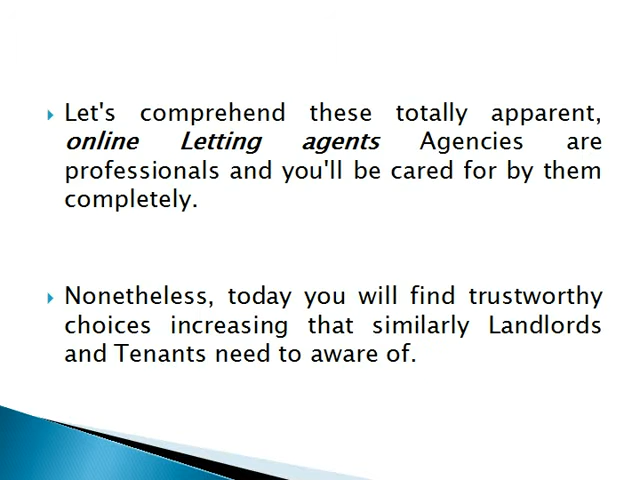 Let's comprehend these totally apparent,
online Letting agents Agencies are
professionals and you'll be cared for by them
completely.
Nonetheless, today you will find trustworthy
choices increasing that similarly Landlords
and Tenants need to aware of.